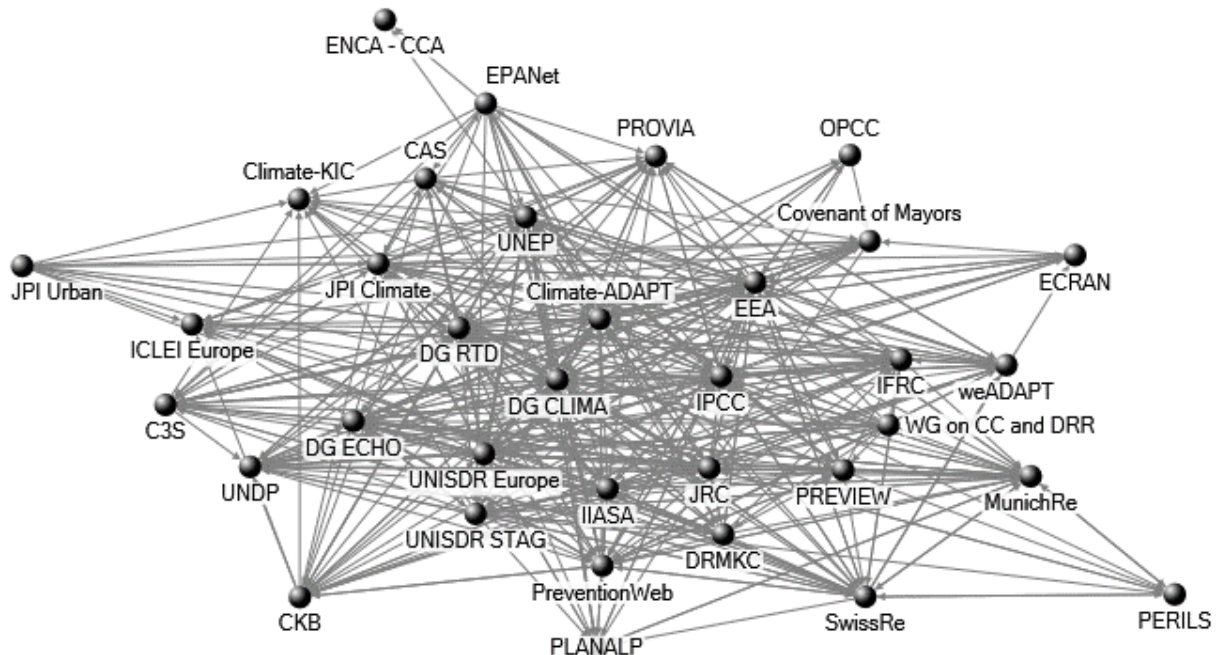 ENCA - CCA
EPANet
PROVIA
OPCC
CAS
Climate-KIC
Covenant of Mayors
UNEP
ECRAN
JPI Urban
JPI Climate
Climate-ADAPT
EEA
ICLEI Europe
DG RTD
IFRC
weADAPT
DG CLIMA
IPCC
C3S
WG on CC and DRR
DG ECHO
UNISDR Europe
JRC
PREVIEW
MunichRe
UNDP
IIASA
UNISDR STAG
DRMKC
PreventionWeb
CKB
SwissRe
PERILS
PLANALP